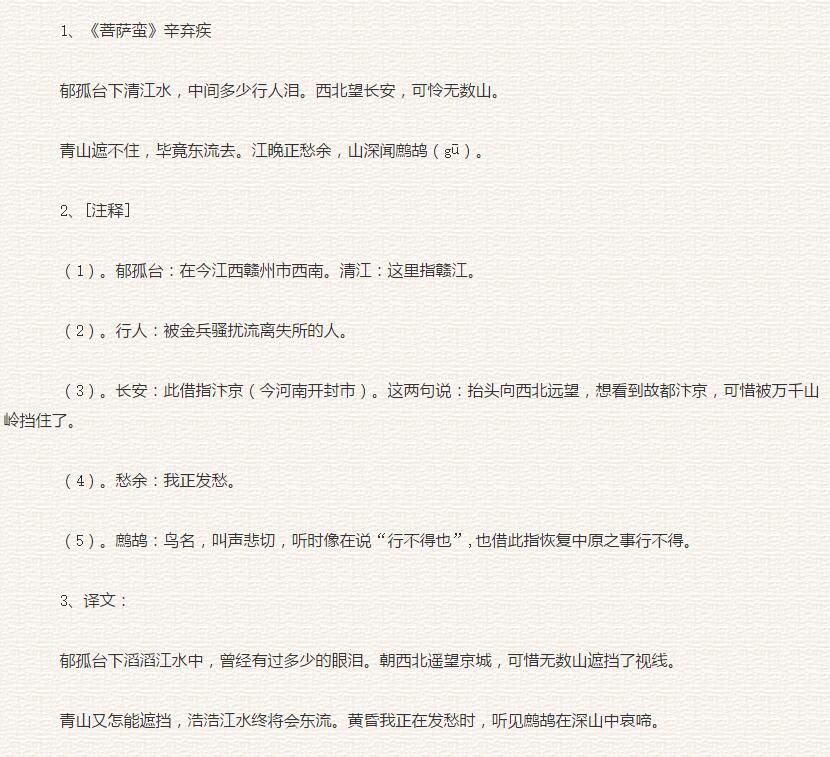 1、《菩萨蛮》辛弃疾
郁孤台下清江水，中间多少行人泪。西北望长安，可怜无数山。
青山遮不住，毕竟东流去。江晚正愁余，山深闻鹧鸪（gū）。
2、[注释]
（1）。郁孤台：在今江西赣州市西南。清江：这里指赣江。
（2）。行人：被金兵骚扰流离失所的人。
（3）。长安：此借指汴京（今河南开封市）。这两句说：抬头向西北远望，想看到故都汴京，可惜被万千山
岭挡住了。
（4）。愁余：我正发愁。
（5）。鹧鸪：鸟名，叫声悲切，听时像在说“行不得也”,也借此指恢复中原之事行不得。
3、译文：
郁孤台下滔滔江水中，曾经有过多少的眼泪。朝西北遥望京城，可惜无数山遮挡了视线。
青山又怎能遮挡，浩浩江水终将会东流。黄昏我正在发愁时，听见鹧鸪在深山中哀啼。